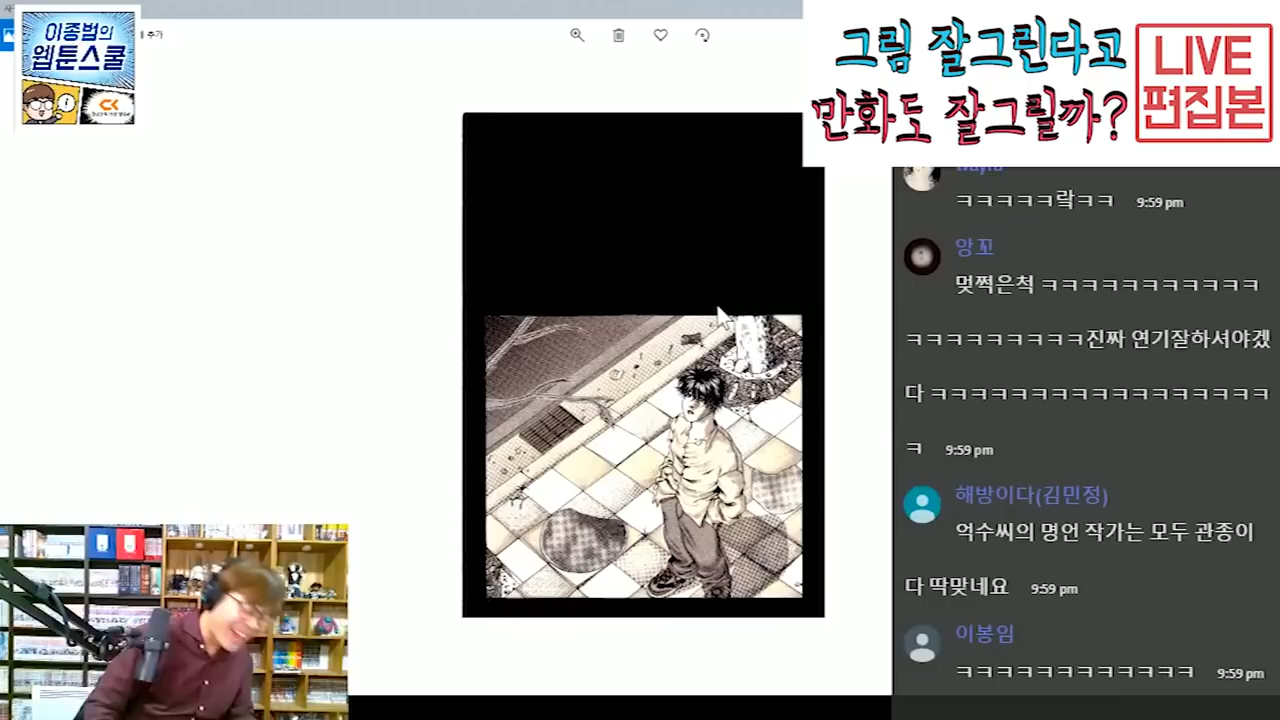 이종범의
웹툰스쿨
추가
그림 잘그린다고
만화도 잘그릴까?
LIVE
편집본
ㅋㅋㅋㅋㅋ랔ㅋㅋ 9:59 pm
앙꼬
멎쩍은척 ㅋㅋㅋㅋㅋㅋㅋㅋㅋㅋㅋ
ㅋㅋㅋㅋㅋㅋㅋㅋㅋ진짜 연기잘하셔야겠
다 ㅋㅋㅋㅋㅋㅋㅋㅋㅋㅋㅋㅋㅋㅋㅋㅋㅋ
ㅋ 9:59 pm
해방이다(김민정)
억수씨의 명언 작가는 모두 관종이
다 딱맞네요 9:59 pm
이봉임
ㅋㅋㅋㅋㅋㅋㅋㅋㅋㅋㅋㅋ 9:59 pm